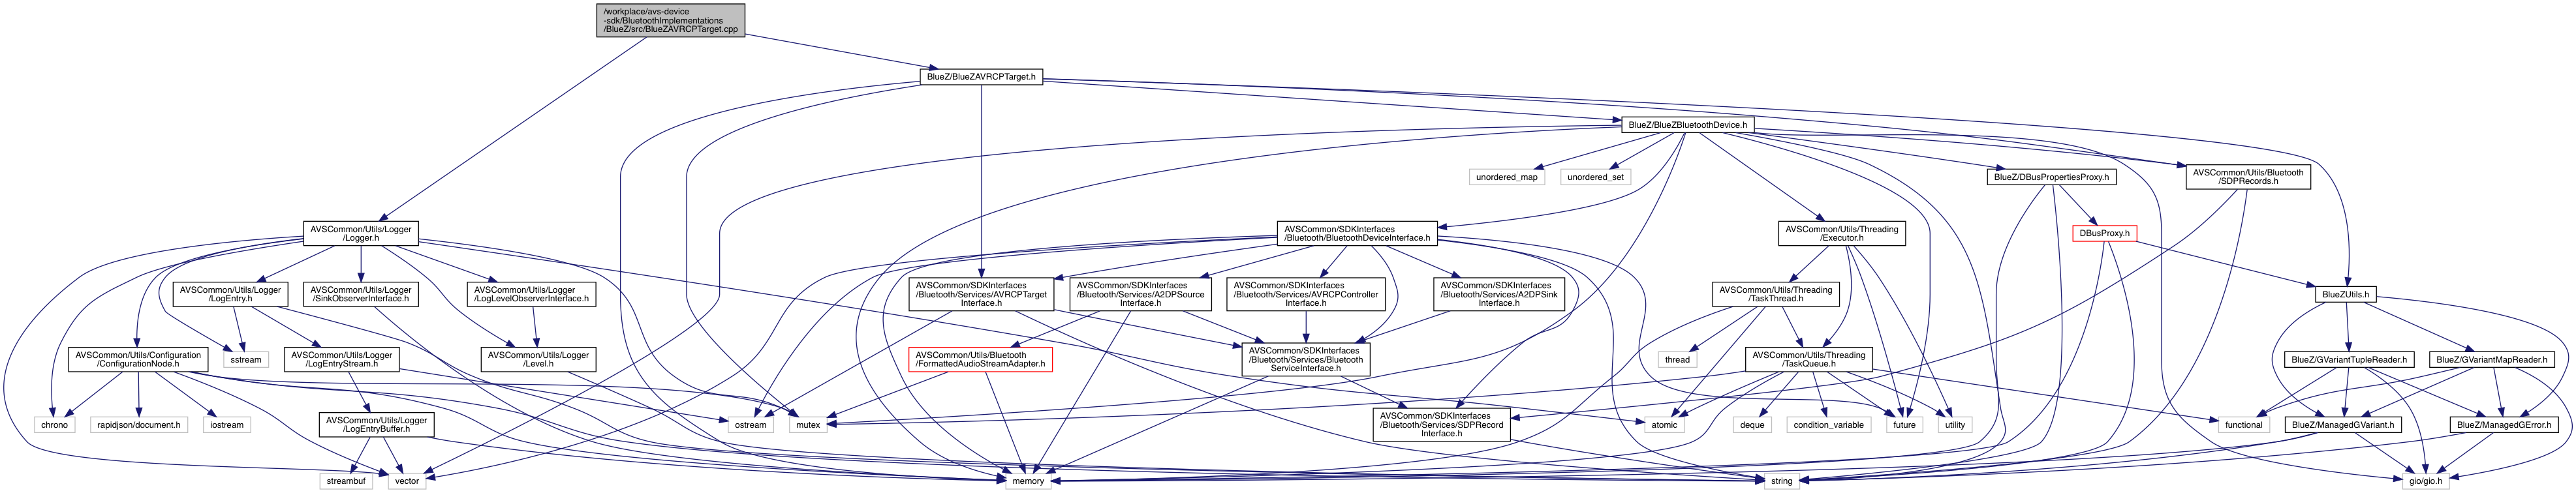 /workplace/avs-device
-sdk/BluetoothImplementations
/BlueZ/src/BlueZAVRCPTarget.cpp
BlueZ/BlueZAVRCPTarget.h
BlueZ/BlueZBluetoothDevice.h
unordered_map
unordered_set
BlueZ/DBusPropertiesProxy.h
AVSCommon/Utils/Bluetooth
/SDPRecords.h
AVSCommon/Utils/Logger
/Logger.h
AVSCommon/SDKInterfaces
/Bluetooth/BluetoothDeviceInterface.h
AVSCommon/Utils/Threading
/Executor.h
DBusProxy.h
AVSCommon/Utils/Logger
/LogEntry.h
AVSCommon/Utils/Logger
/SinkObserverInterface.h
AVSCommon/Utils/Logger
/LogLevelObserverInterface.h
AVSCommon/SDKInterfaces
/Bluetooth/Services/AVRCPTarget
Interface.h
AVSCommon/SDKInterfaces
/Bluetooth/Services/A2DPSource
Interface.h
AVSCommon/SDKInterfaces
/Bluetooth/Services/AVRCPController
Interface.h
AVSCommon/SDKInterfaces
/Bluetooth/Services/A2DPSink
Interface.h
AVSCommon/Utils/Threading
/TaskThread.h
BlueZUtils.h
AVSCommon/Utils/Configuration
/ConfigurationNode.h
sstream
AVSCommon/Utils/Logger
/LogEntryStream.h
AVSCommon/Utils/Logger
/Level.h
AVSCommon/Utils/Bluetooth
/FormattedAudioStreamAdapter.h
AVSCommon/SDKInterfaces
/Bluetooth/Services/Bluetooth
ServiceInterface.h
thread
AVSCommon/Utils/Threading
/TaskQueue.h
BlueZ/GVariantTupleReader.h
BlueZ/GVariantMapReader.h
chrono
rapidjson/document.h
iostream
AVSCommon/Utils/Logger
/LogEntryBuffer.h
ostream
mutex
AVSCommon/SDKInterfaces
/Bluetooth/Services/SDPRecord
Interface.h
atomic
deque
condition_variable
future
utility
functional
BlueZ/ManagedGVariant.h
BlueZ/ManagedGError.h
streambuf
vector
memory
string
gio/gio.h